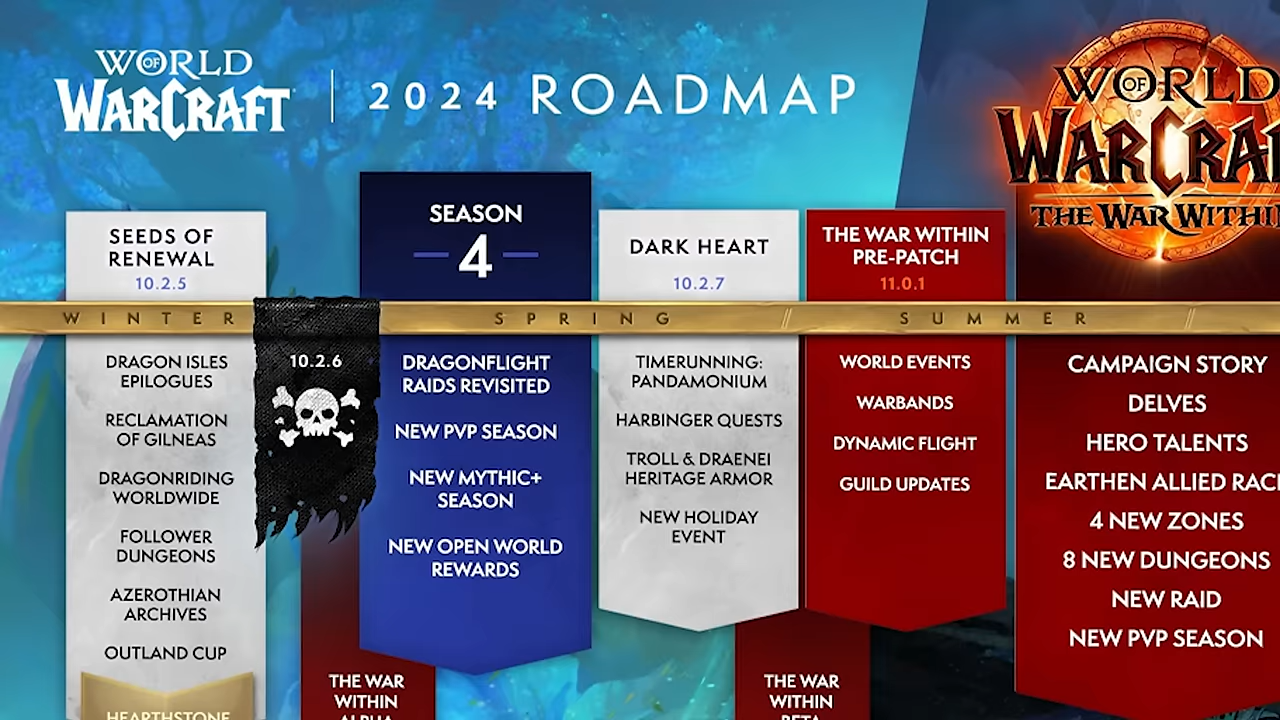 WORLD
OF
WARCRAFT
2024 ROADMAP
WORLD
OF
WARCRA
THE WAR WITHI
SEEDS OF
RENEWAL
10.2.5
SEASON
4
DARK HEART
10.2.7
THE WAR WITHIN
PRE-PATCH
11.0.1
WINTER
SPRING
SUMMER
DRAGON ISLES
EPILOGUES
RECLAMATION
OF GILNEAS
DRAGONRIDING
WORLDWIDE
FOLLOWER
DUNGEONS
AZEROTHIAN
ARCHIVES
OUTLAND CUP
HEARTHSTONE
10.2.6
THE WAR
WITHIN
ALPHA
DRAGONFLIGHT
RAIDS REVISITED
NEW PVP SEASON
NEW MYTHIC+
SEASON
NEW OPEN WORLD
REWARDS
TIMERUNNING:
PANDAMONIUM
HARBINGER QUESTS
TROLL & DRAENEI
HERITAGE ARMOR
NEW HOLIDAY
EVENT
THE WAR
WITHIN
BETA
WORLD EVENTS
WARBANDS
DYNAMIC FLIGHT
GUILD UPDATES
CAMPAIGN STORY
DELVES
HERO TALENTS
EARTHEN ALLIED RAC
4 NEW ZONES
8 NEW DUNGEONS
NEW RAID
NEW PVP SEASON